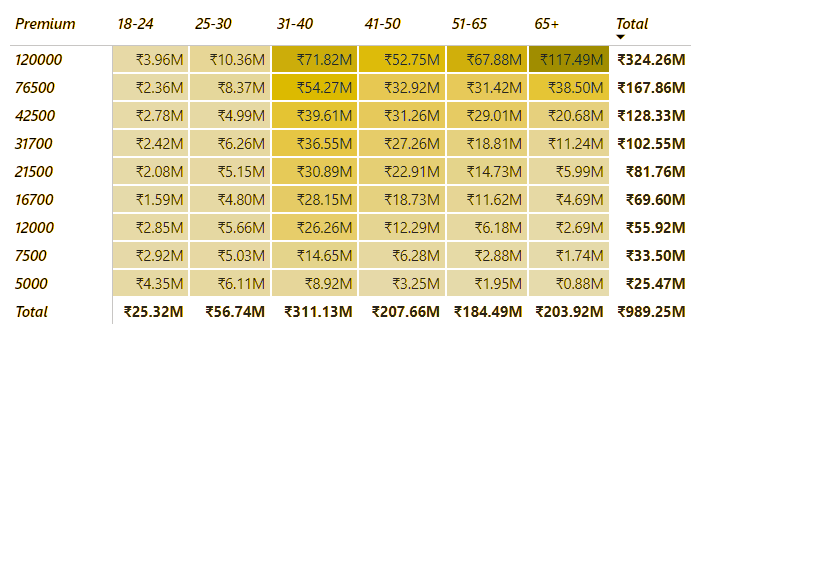 Premium 18-24 25-30 31-40 41-50 51-65 65+ Total
120000 ₹3.96M ₹10.36M ₹71.82M ₹52.75M ₹67.88M ₹117.49M ₹324.26M
76500 ₹2.36M ₹8.37M ₹54.27M ₹32.92M ₹31.42M ₹38.50M ₹167.86M
42500 ₹2.78M ₹4.99M ₹39.61M ₹31.26M ₹29.01M ₹20.68M ₹128.33M
31700 ₹2.42M ₹6.26M ₹36.55M ₹27.26M ₹18.81M ₹11.24M ₹102.55M
21500 ₹2.08M ₹5.15M ₹30.89M ₹22.91M ₹14.73M ₹5.99M ₹81.76M
16700 ₹1.59M ₹4.80M ₹28.15M ₹18.73M ₹11.62M ₹4.69M ₹69.60M
12000 ₹2.85M ₹5.66M ₹26.26M ₹12.29M ₹6.18M ₹2.69M ₹55.92M
7500 ₹2.92M ₹5.03M ₹14.65M ₹6.28M ₹2.88M ₹1.74M ₹33.50M
5000 ₹4.35M ₹6.11M ₹8.92M ₹3.25M ₹1.95M ₹0.88M ₹25.47M
Total ₹25.32M ₹56.74M ₹311.13M ₹207.66M ₹184.49M ₹203.92M ₹989.25M